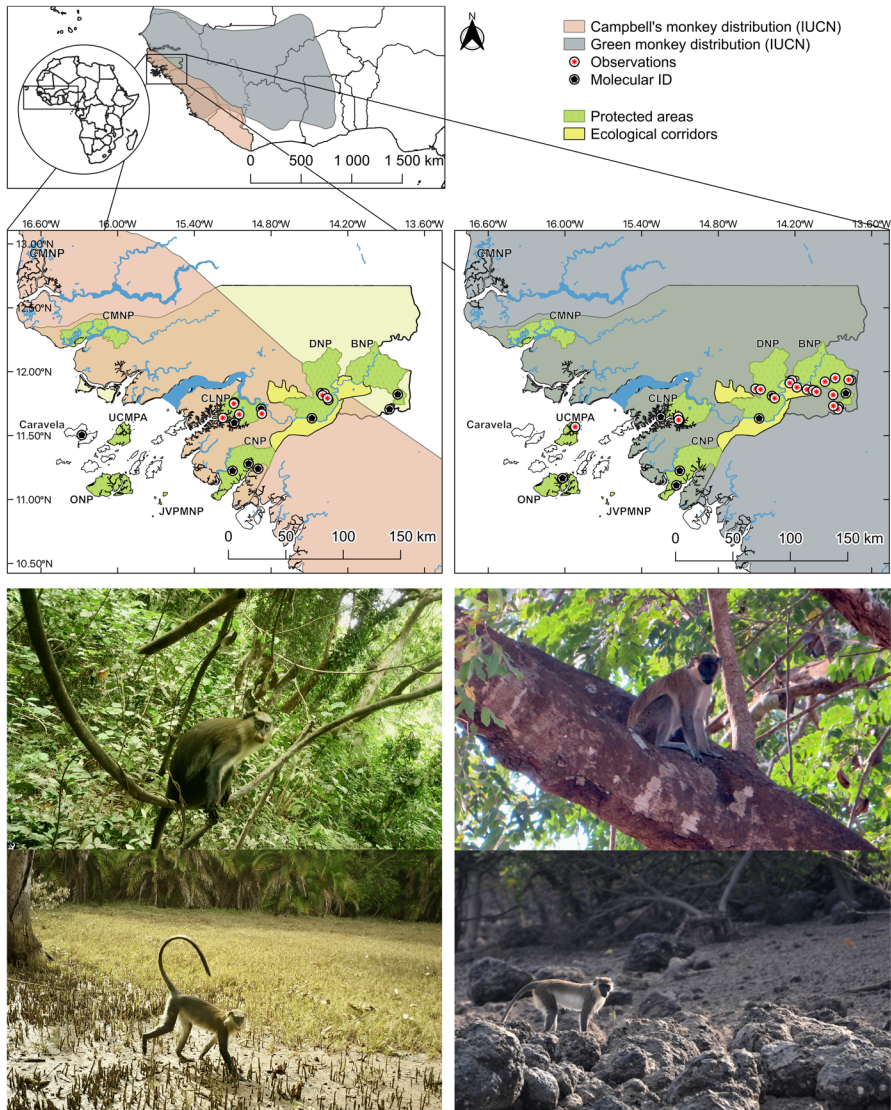 N
Campbell's monkey distribution (IUCN)
Green monkey distribution (IUCN)
Observations
Molecular ID
Protected areas
Ecological corridors
0 500 1 000 1 500 km
16.60°W 16.00°W 15.40°W 14.80°W 14.20°W 13.60°W
13.00°N
12.50°N
12.00°N
11.50°N
11.00°N
10.50°N
CMNP
CMNP
DNP
BNP
CLNP
Caravela
UCMPA
CNP
ONP
JVPMNP
0 50 100 150 km
16.60°W 16.00°W 15.40°W 14.80°W 14.20°W 13.60°W
CMNP
CMNP
DNP
BNP
CLNP
Caravela
UCMPA
CNP
ONP
JVPMNP
0 50 100 150 km